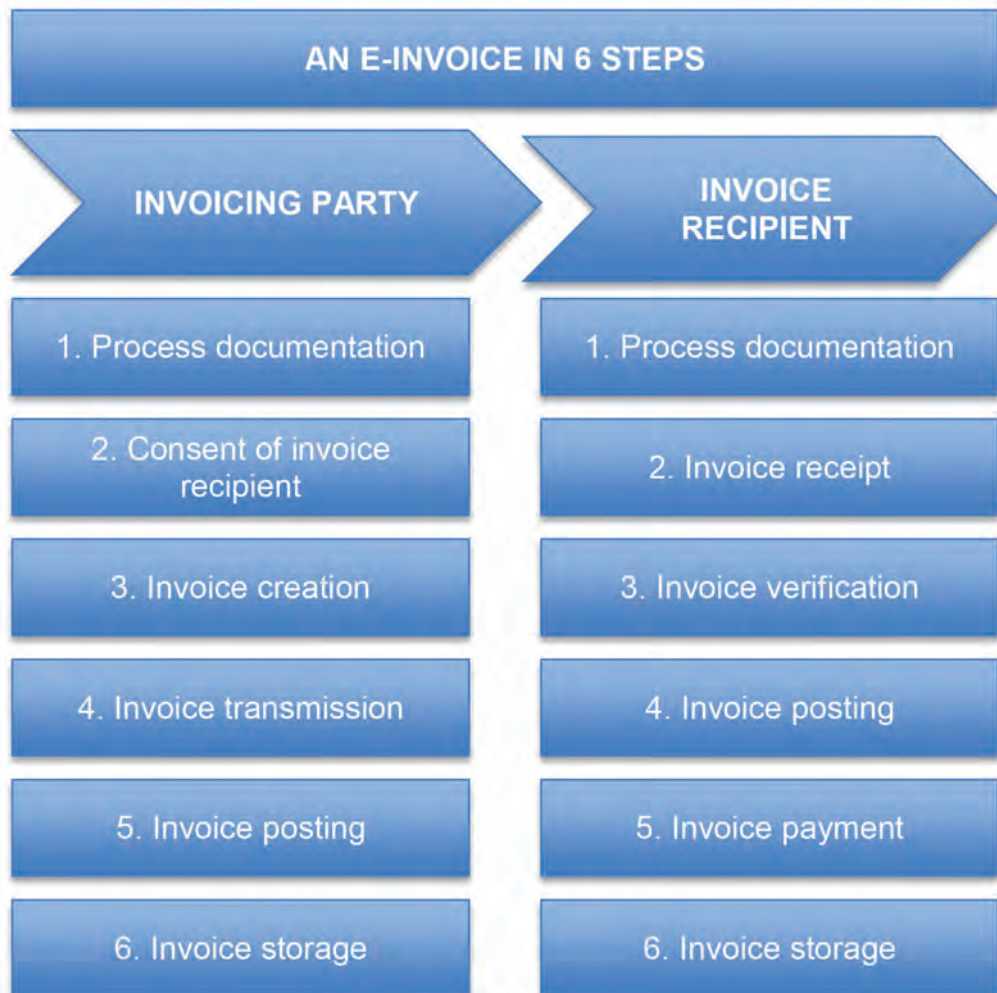 AN E-INVOICE IN 6 STEPS
INVOICING PARTY
1. Process documentation
2. Consent of invoice
recipient
3. Invoice creation
4. Invoice transmission
5. Invoice posting
6. Invoice storage
INVOICE
RECIPIENT
1. Process documentation
2. Invoice receipt
3. Invoice verification
4. Invoice posting
5. Invoice payment
6. Invoice storage